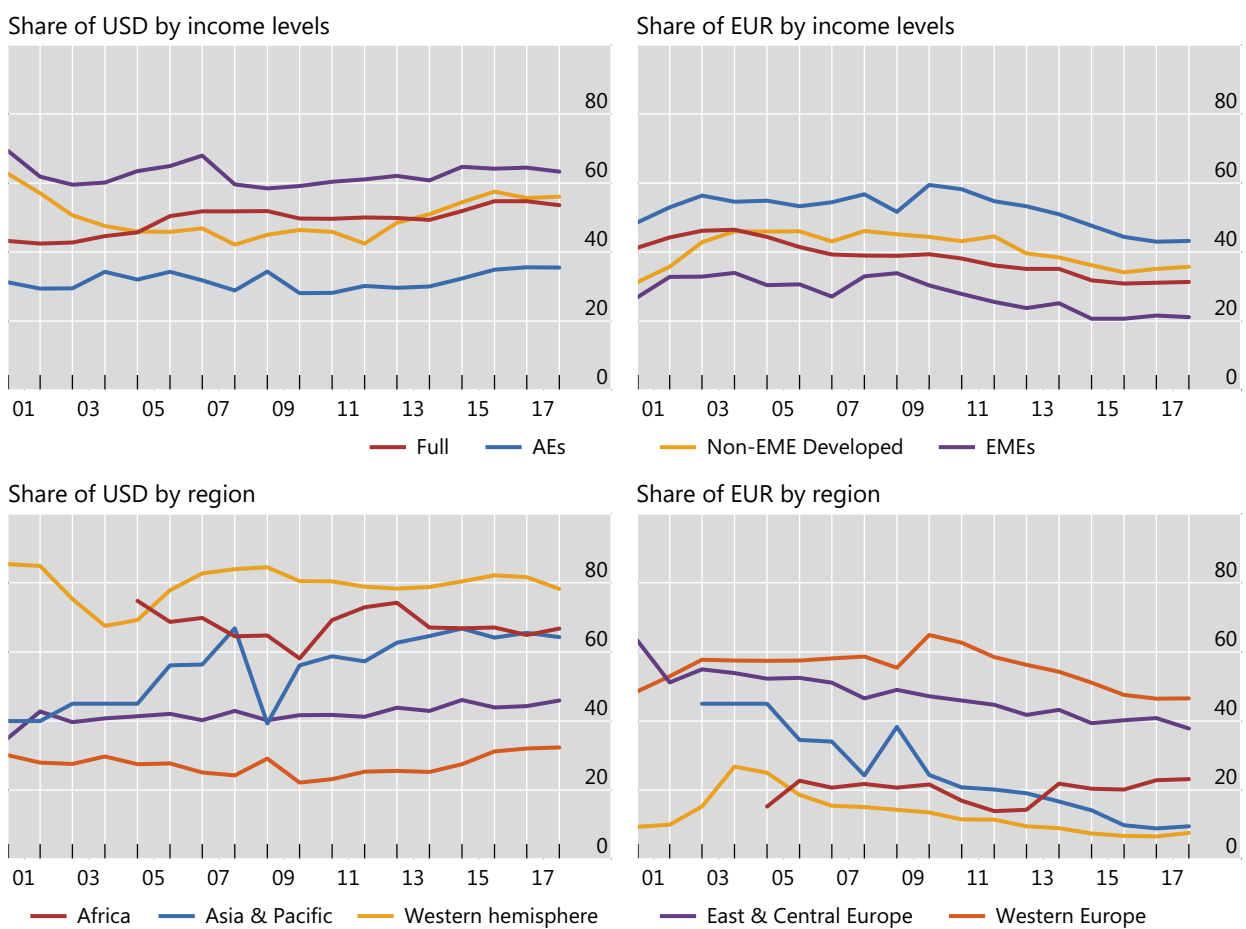 Share of USD by income levels
Share of EUR by income levels
80
60
40
20
0
01 03 05 07 09 11 13 15 17
80
60
40
20
0
01 03 05 07 09 11 13 15 17
Full AEs Non-EME Developed EMEs
Share of USD by region
Share of EUR by region
80
60
40
20
0
01 03 05 07 09 11 13 15 17
80
60
40
20
0
01 03 05 07 09 11 13 15 17
Africa Asia & Pacific Western hemisphere East & Central Europe Western Europe